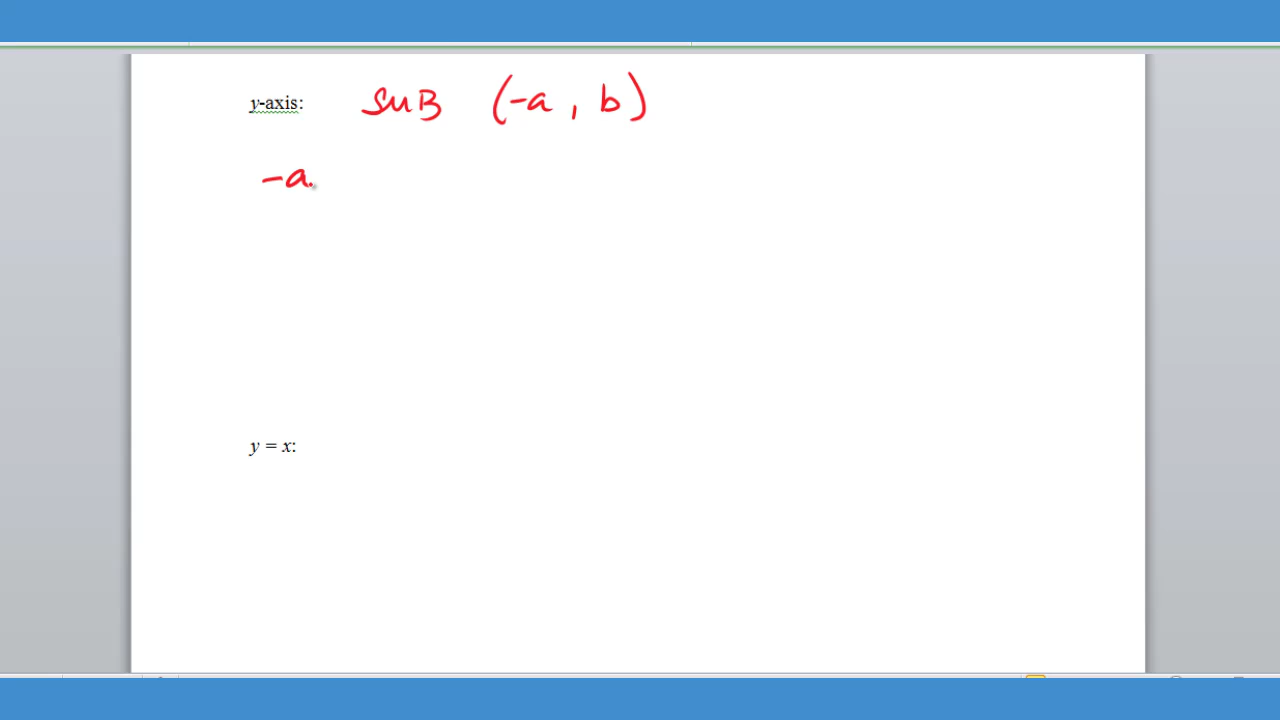 y-axis: SUB (-a, b)
-a.
y = x: